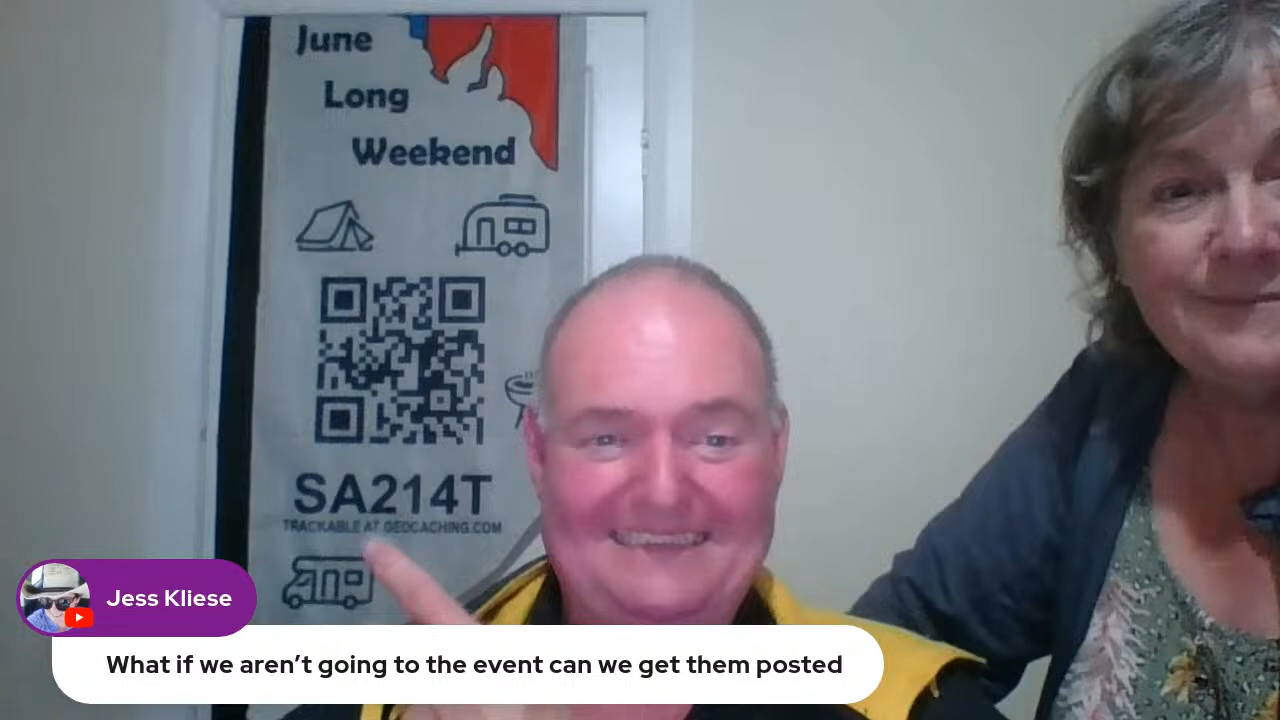 June
Long
Weekend
SA214T
TRACKABLE AT GEOCACHING.COM
Jess Kliese
What if we aren’t going to the event can we get them posted